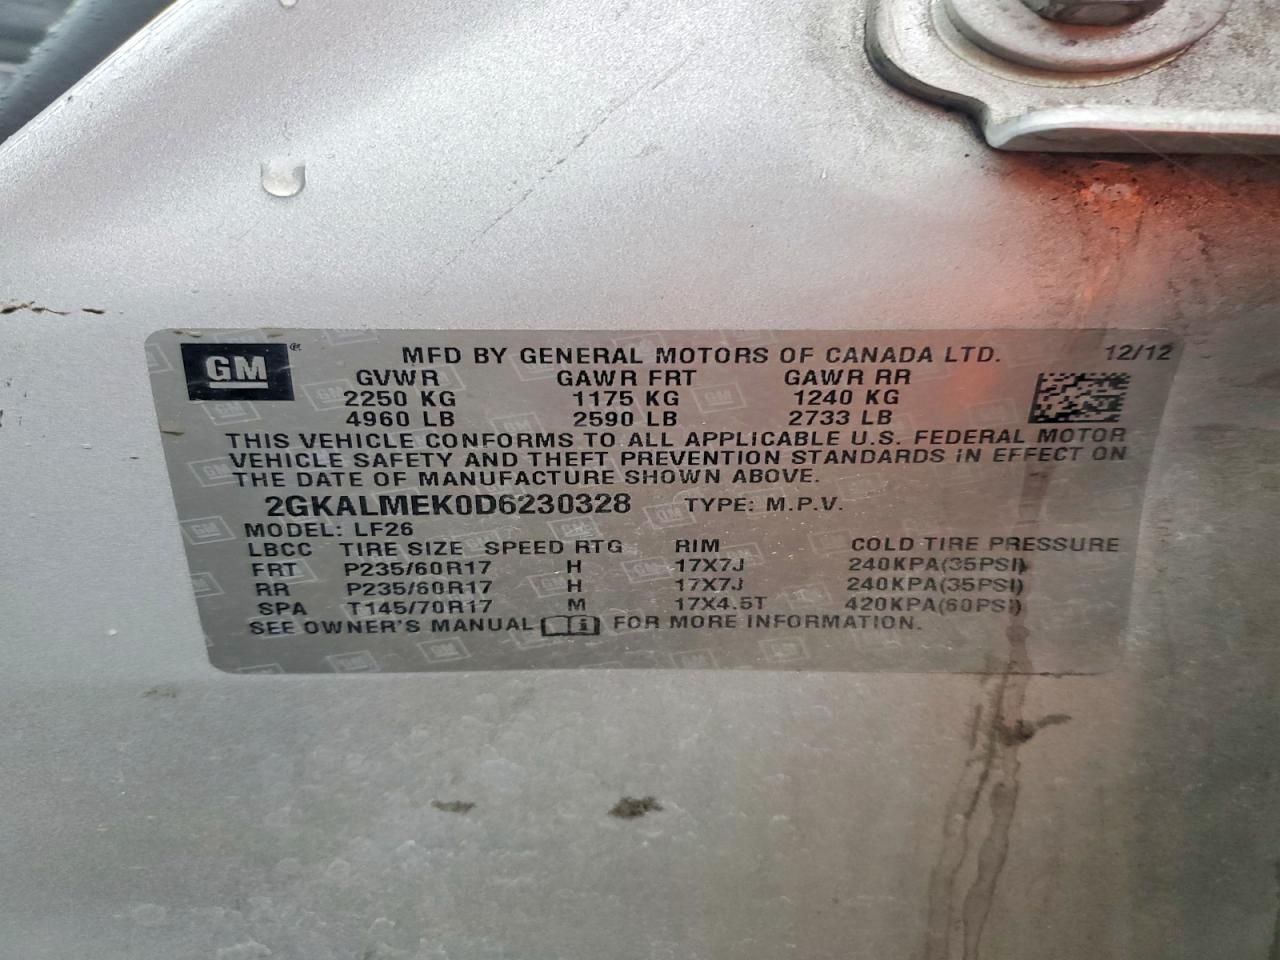 GM ® MFD BY GENERAL MOTORS OF CANADA LTD. 12/12
GVWR GAWR FRT GAWR RR
2250 KG 1175 KG 1240 KG
4960 LB 2590 LB 2733 LB
THIS VEHICLE CONFORMS TO ALL APPLICABLE U.S. FEDERAL MOTOR
VEHICLE SAFETY AND THEFT PREVENTION STANDARDS IN EFFECT ON
THE DATE OF MANUFACTURE SHOWN ABOVE.
2GKALMEK0D6230328 TYPE: M.P.V.
MODEL: LF26
LBCC TIRE SIZE SPEED RTG RIM COLD TIRE PRESSURE
FRT P235/60R17 H 17X7J 240KPA(35PSI)
RR P235/60R17 H 17X7J 240KPA(35PSI)
SPA T145/70R17 M 17X4.5T 420KPA(60PSI)
SEE OWNER'S MANUAL i FOR MORE INFORMATION.